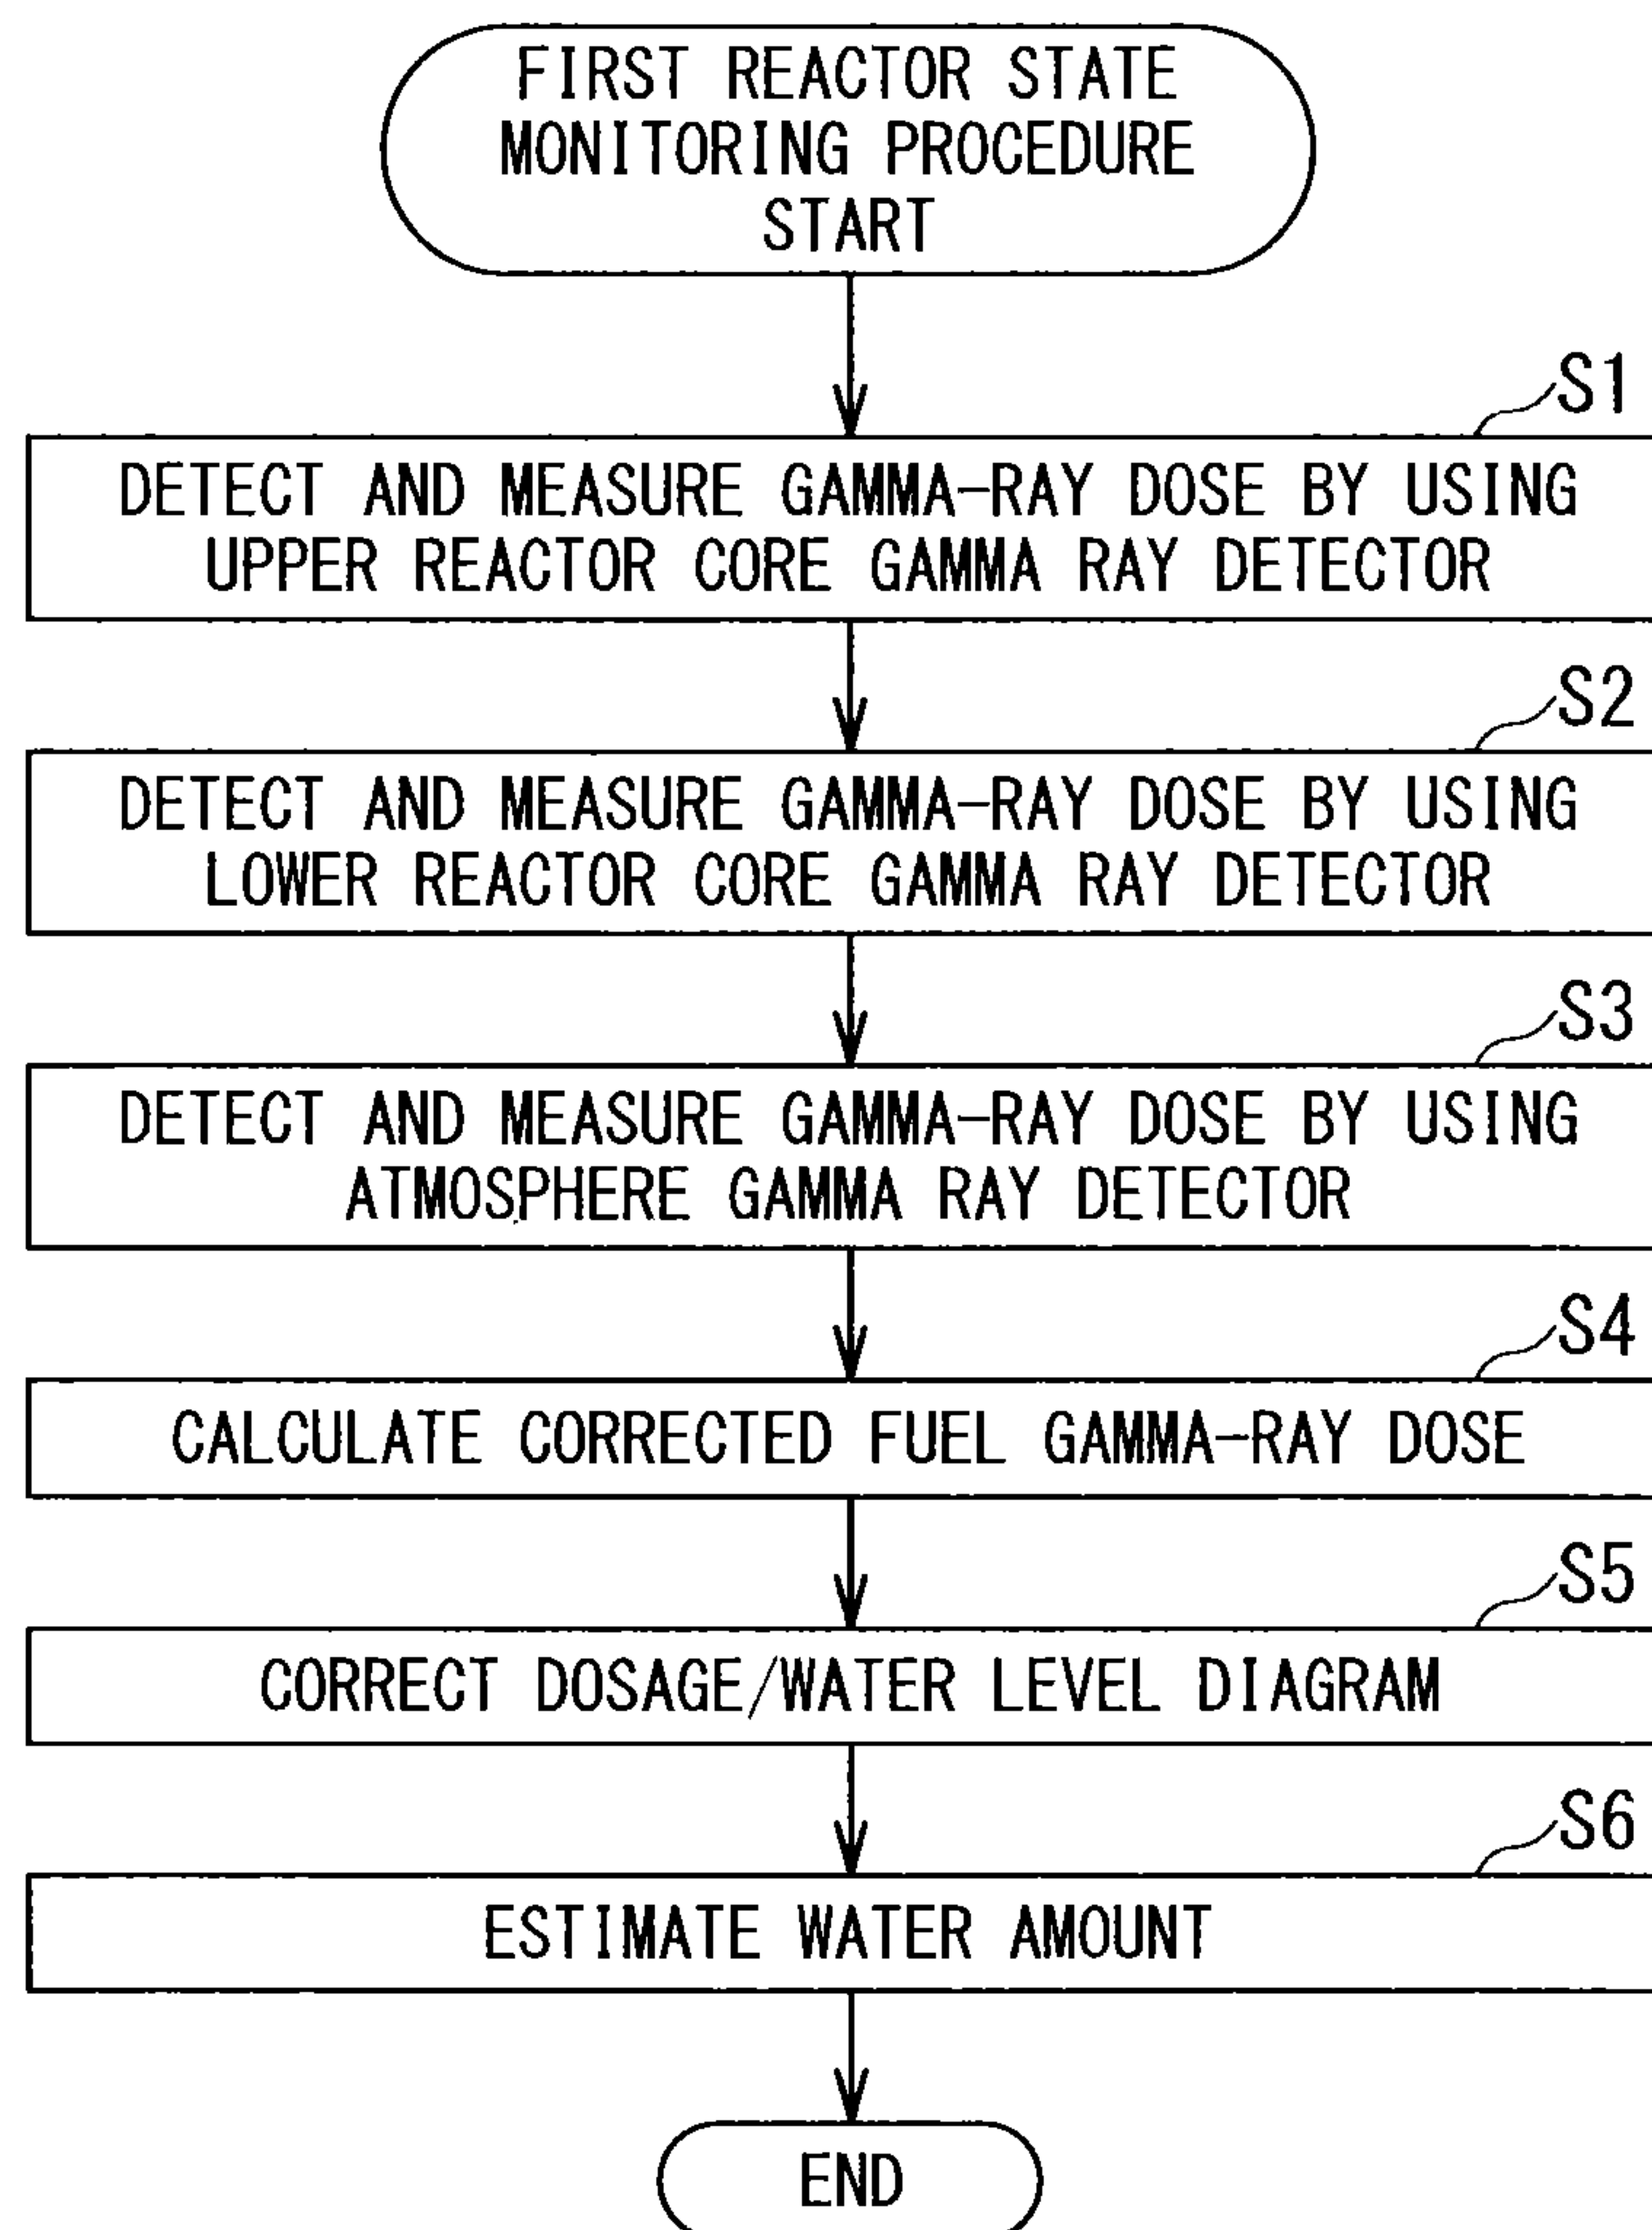 FIRST REACTOR STATE
MONITORING PROCEDURE
START
S1
DETECT AND MEASURE GAMMA-RAY DOSE BY USING
UPPER REACTOR CORE GAMMA RAY DETECTOR
S2
DETECT AND MEASURE GAMMA-RAY DOSE BY USING
LOWER REACTOR CORE GAMMA RAY DETECTOR
S3
DETECT AND MEASURE GAMMA-RAY DOSE BY USING
ATMOSPHERE GAMMA RAY DETECTOR
S4
CALCULATE CORRECTED FUEL GAMMA-RAY DOSE
S5
CORRECT DOSAGE/WATER LEVEL DIAGRAM
S6
ESTIMATE WATER AMOUNT
END